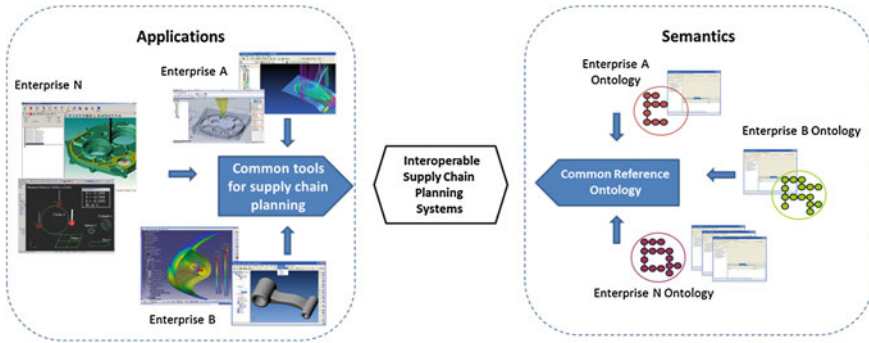 Applications
Enterprise N
Enterprise A
Common tools
for supply chain
planning
Enterprise B
Interoperable
Supply Chain
Planning
Systems
Semantics
Enterprise A
Ontology
Enterprise B Ontology
Common Reference
Ontology
Enterprise N Ontology